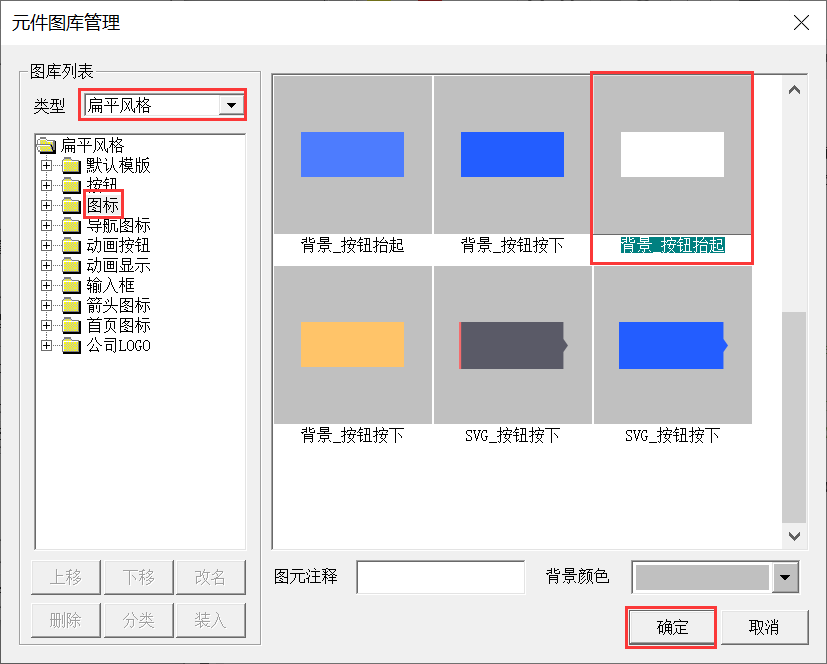 元件图库管理
图库列表
类型
扁平风格
扁平风格
默认模版
按钮
图标
导航图标
动画按钮
动画显示
输入框
箭头图标
首页图标
公司LOGO
上移 下移 改名
删除 分类 装入
背景_按钮抬起 背景_按钮按下 背景_按钮抬起
背景_按钮按下 SVG_按钮按下 SVG_按钮按下
图元注释 背景颜色
确定 取消